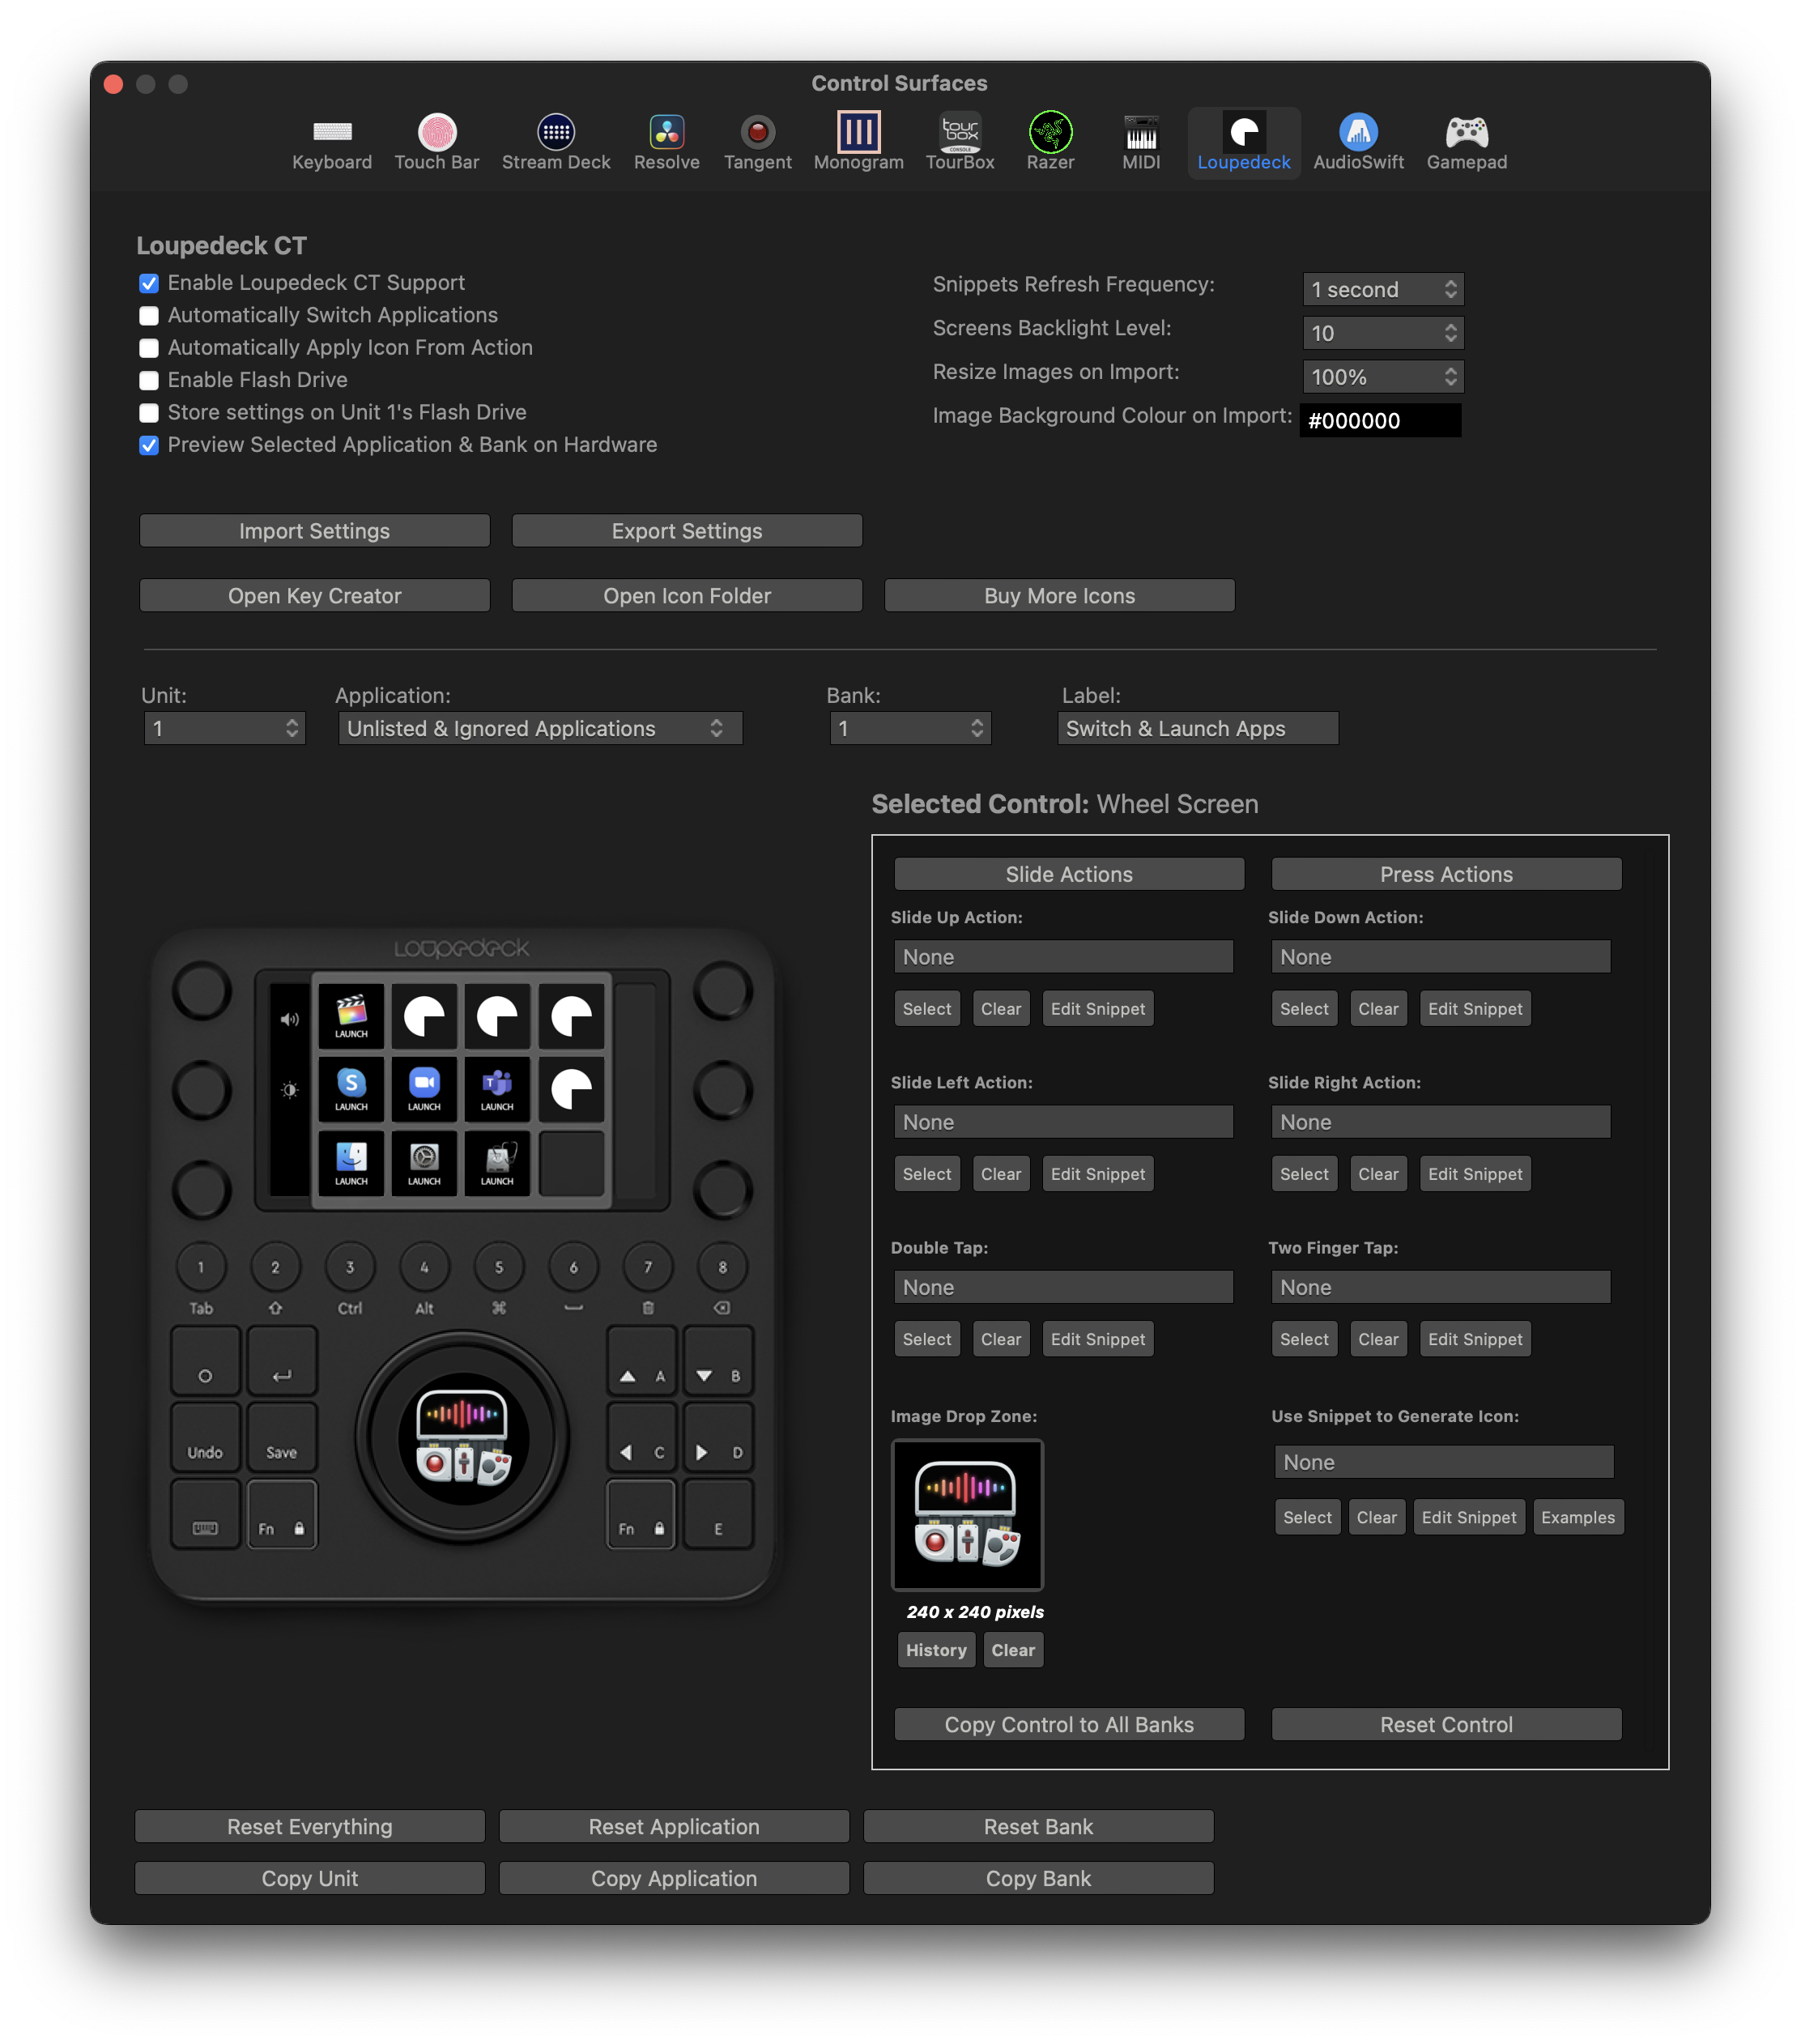 Control Surfaces
Keyboard Touch Bar Stream Deck Resolve Tangent Monogram TourBox Razer MIDI Loupedeck AudioSwift Gamepad
tour
box
CONSOLE
Loupedeck CT
Enable Loupedeck CT Support
Automatically Switch Applications
Automatically Apply Icon From Action
Enable Flash Drive
Store settings on Unit 1's Flash Drive
Preview Selected Application & Bank on Hardware
Snippets Refresh Frequency: 1 second
Screens Backlight Level: 10
Resize Images on Import: 100%
Image Background Colour on Import: #000000
Import Settings Export Settings
Open Key Creator Open Icon Folder Buy More Icons
Unit: Application: Bank: Label:
1 Unlisted & Ignored Applications 1 Switch & Launch Apps
Loupedeck
LAUNCH
S T
LAUNCH LAUNCH LAUNCH
LAUNCH LAUNCH LAUNCH
1 2 3 4 5 6 7 8
Tab Ctrl Alt ⌘
A B
Undo Save C D
Fn Fn E
Selected Control: Wheel Screen
Slide Actions Press Actions
Slide Up Action: Slide Down Action:
None None
Select Clear Edit Snippet Select Clear Edit Snippet
Slide Left Action: Slide Right Action:
None None
Select Clear Edit Snippet Select Clear Edit Snippet
Double Tap: Two Finger Tap:
None None
Select Clear Edit Snippet Select Clear Edit Snippet
Image Drop Zone: Use Snippet to Generate Icon:
None
Select Clear Edit Snippet Examples
240 x 240 pixels
History Clear
Copy Control to All Banks Reset Control
Reset Everything Reset Application Reset Bank
Copy Unit Copy Application Copy Bank